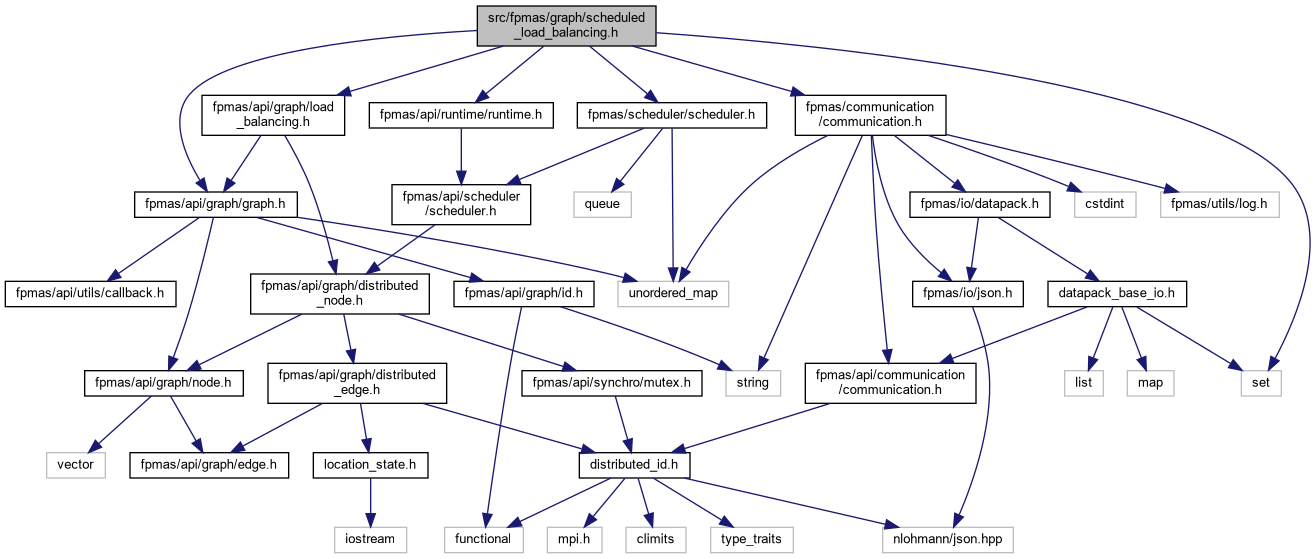 src/fpmas/graph/scheduled
_load_balancing.h
fpmas/api/graph/load
_balancing.h
fpmas/api/runtime/runtime.h
fpmas/scheduler/scheduler.h
fpmas/communication
/communication.h
fpmas/api/graph/graph.h
fpmas/api/scheduler
/scheduler.h
queue
fpmas/io/datapack.h
cstdint
fpmas/utils/log.h
fpmas/api/utils/callback.h
fpmas/api/graph/distributed
_node.h
fpmas/api/graph/id.h
unordered_map
fpmas/io/json.h
datapack_base_io.h
fpmas/api/graph/node.h
fpmas/api/graph/distributed
_edge.h
fpmas/api/synchro/mutex.h
string
fpmas/api/communication
/communication.h
list
map
set
vector
fpmas/api/graph/edge.h
location_state.h
distributed_id.h
iostream
functional
mpi.h
climits
type_traits
nlohmann/json.hpp